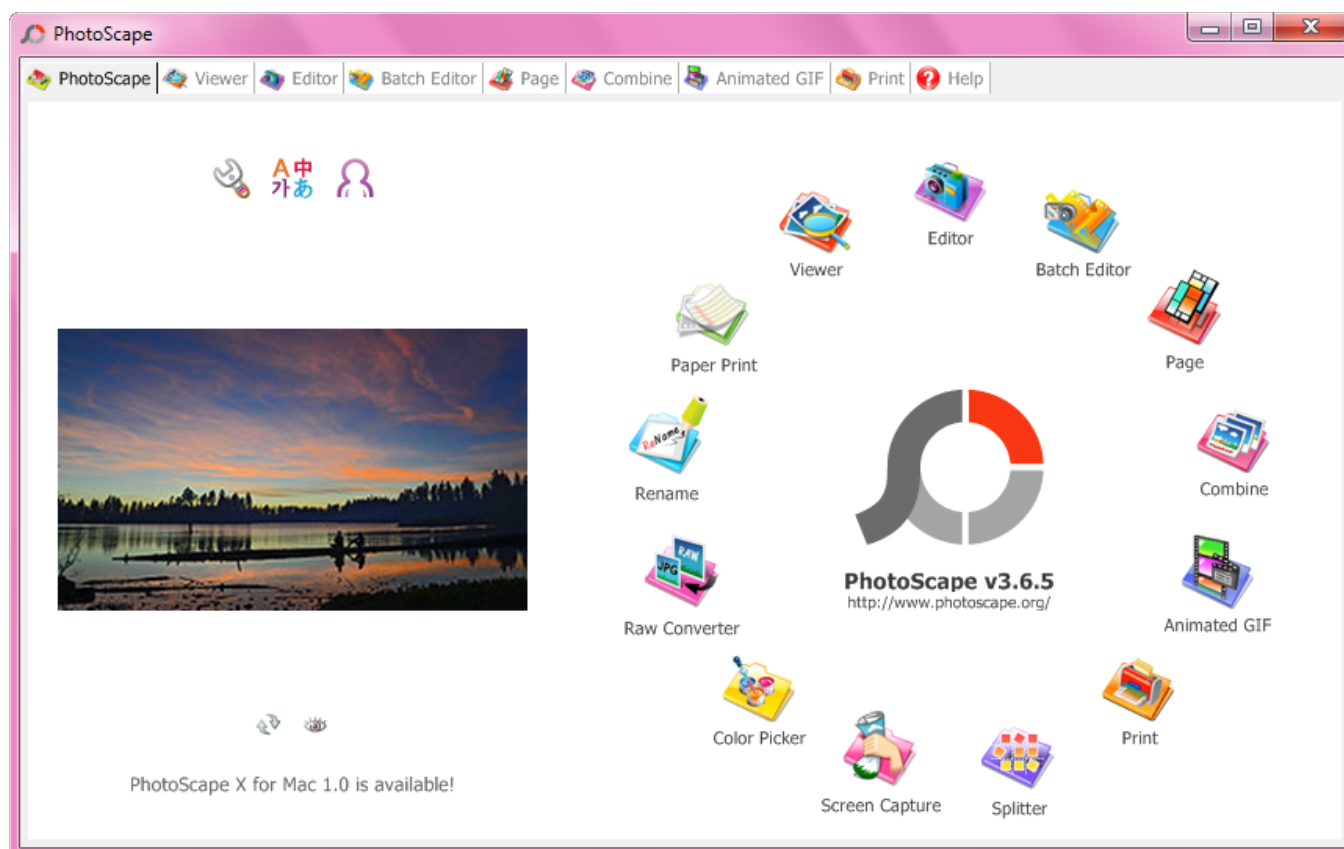 PhotoScape
PhotoScape Viewer Editor Batch Editor Page Combine Animated GIF Print ? Help
A中
가あ
Editor
Viewer
Batch Editor
Paper Print
Page
ReName
Rename
Combine
RAW
JPG
PhotoScape v3.6.5
http://www.photoscape.org/
Raw Converter
Animated GIF
Color Picker
Print
PhotoScape X for Mac 1.0 is available!
Screen Capture
Splitter